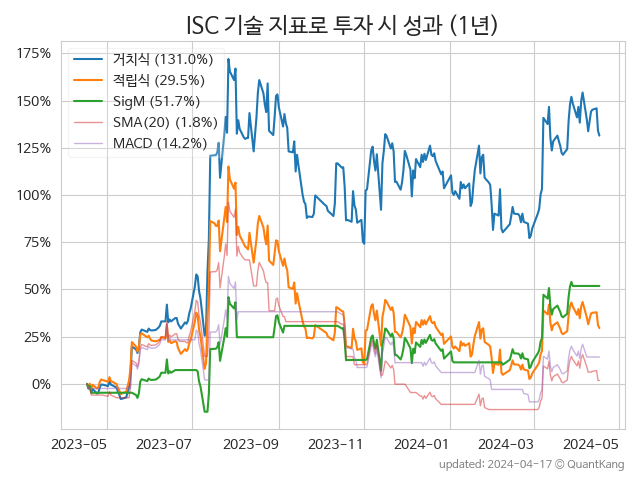 ISC 기술 지표로 투자 시 성과 (1년)
175%
150%
125%
100%
75%
50%
25%
0%
거치식 (131.0%)
적립식 (29.5%)
SigM (51.7%)
SMA(20) (1.8%)
MACD (14.2%)
2023-05 2023-07 2023-09 2023-11 2024-01 2024-03 2024-05
updated: 2024-04-17 © QuantKang